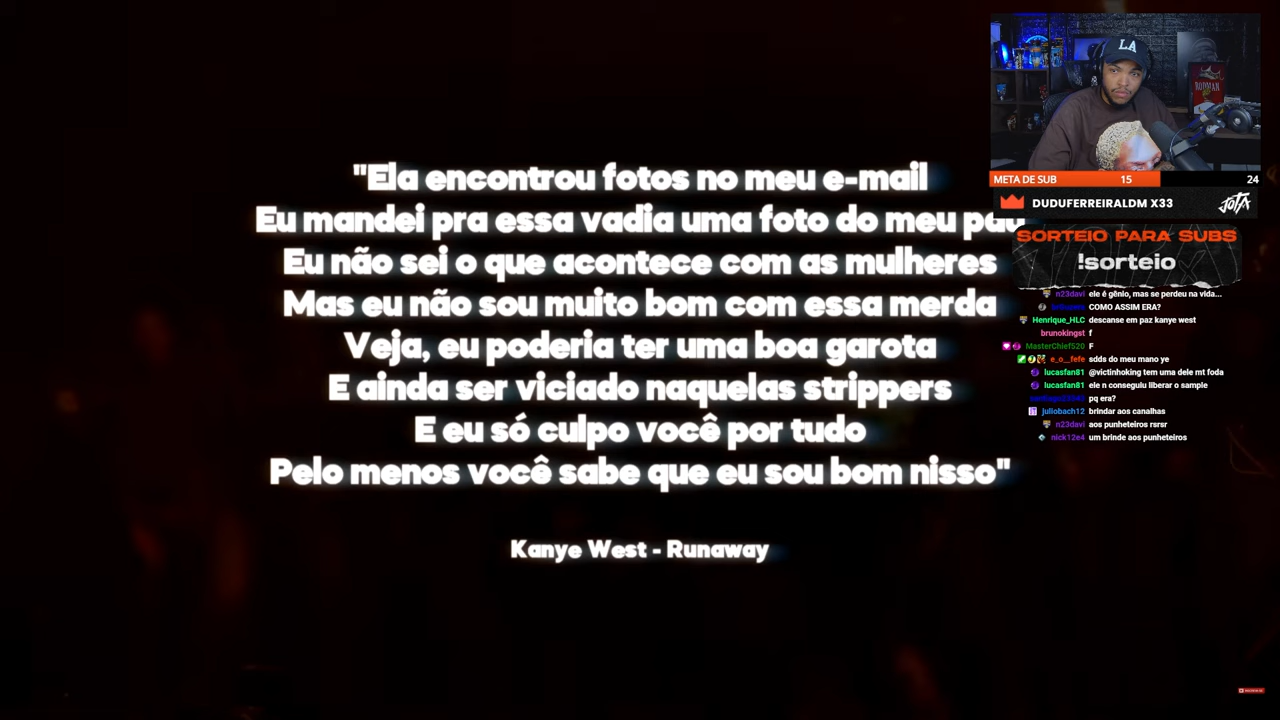 "Ela encontrou fotos no meu e-mail
Eu mandei pra essa vadia uma foto do meu pau
Eu não sei o que acontece com as mulheres
Mas eu não sou muito bom com essa merda
Veja, eu poderia ter uma boa garota
E ainda ser viciado naquelas strippers
E eu só culpo você por tudo
Pelo menos você sabe que eu sou bom nisso"
Kanye West - Runaway
LA
RODMAN
META DE SUB 15 24
DUDUFERREIRALDM X33 JOTA
SORTEIO PARA SUBS
!sorteio
n23davi ele é gênio, mas se perdeu na vida...
COMO ASSIM ERA?
Henrique_HLC descanse em paz kanye west
brunokingst f
MasterChief520 F
e_o__fefe sdds do meu mano ye
lucasfan81 @victinhoking tem uma dele mt foda
lucasfan81 ele n conseguiu liberar o sample
pq era?
juliobach12 brindar aos canalhas
n23davi aos punheteiros rsrsr
nick12e4 um brinde aos punheteiros